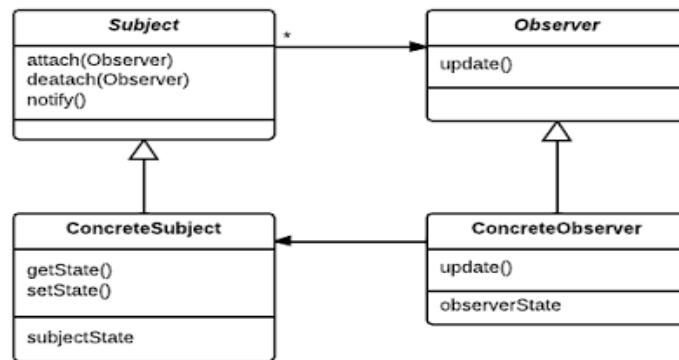 Subject
attach(Observer)
deatach(Observer)
notify()
*
Observer
update()
ConcreteSubject
getState()
setState()
subjectState
ConcreteObserver
update()
observerState